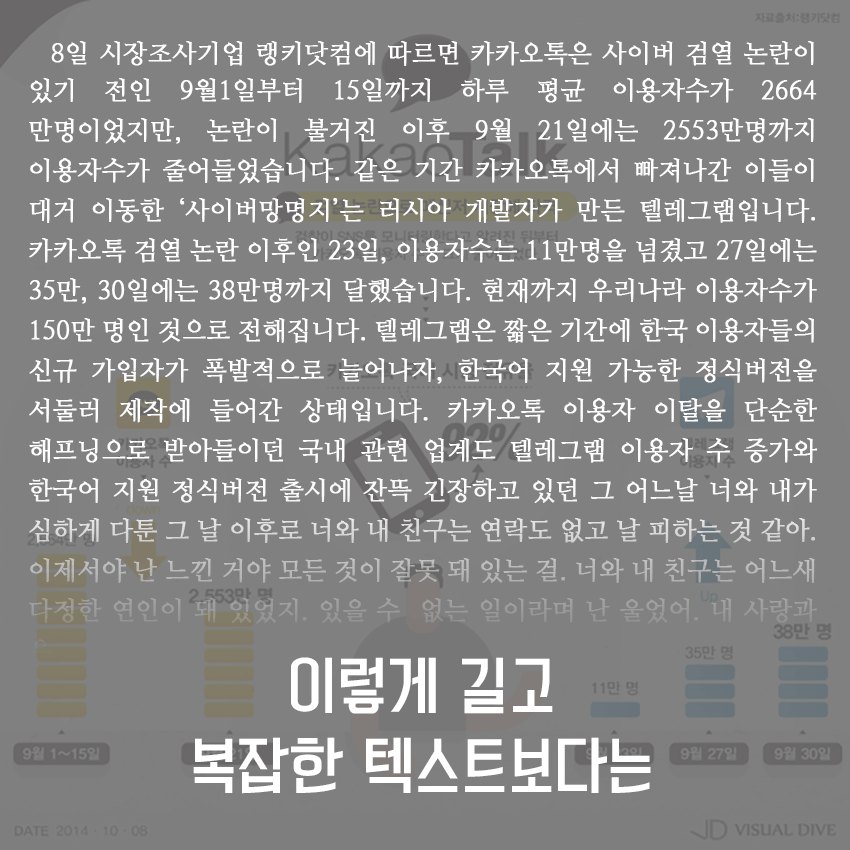 자료출처:랭키닷컴
8일 시장조사기업 랭키닷컴에 따르면 카카오톡은 사이버 검열 논란이
있기 전인 9월1일부터 15일까지 하루 평균 이용자수가 2664
만명이었지만, 논란이 불거진 이후 9월 21일에는 2553만명까지
이용자수가 줄어들었습니다. 같은 기간 카카오톡에서 빠져나간 이들이
대거 이동한 ‘사이버망명지’는 러시아 개발자가 만든 텔레그램입니다.
카카오톡 검열 논란 이후인 23일, 이용자수는 11만명을 넘겼고 27일에는
35만, 30일에는 38만명까지 달했습니다. 현재까지 우리나라 이용자수가
150만 명인 것으로 전해집니다. 텔레그램은 짧은 기간에 한국 이용자들의
신규 가입자가 폭발적으로 늘어나자, 한국어 지원 가능한 정식버전을
서둘러 제작에 들어간 상태입니다. 카카오톡 이용자 이탈을 단순한
해프닝으로 받아들이던 국내 관련 업계도 텔레그램 이용자 수 증가와
한국어 지원 정식버전 출시에 잔뜩 긴장하고 있던 그 어느날 너와 내가
심하게 다툰 그 날 이후로 너와 내 친구는 연락도 없고 날 피하는 것 같아.
이제서야 난 느낀 거야 모든 것이 잘못 돼 있는 걸. 너와 내 친구는 어느새
다정한 연인이 돼 있었지. 있을 수 없는 일이라며 난 울었어. 내 사랑과
KakaoTalk
92%
이용자 수
이용자 수
Down
Up
2,553만 명
11만 명
35만 명
38만 명
이렇게 길고
복잡한 텍스트보다는
9월 1~15일
9월 27일
9월 30일
DATE 2014 · 10 · 08
VISUAL DIVE